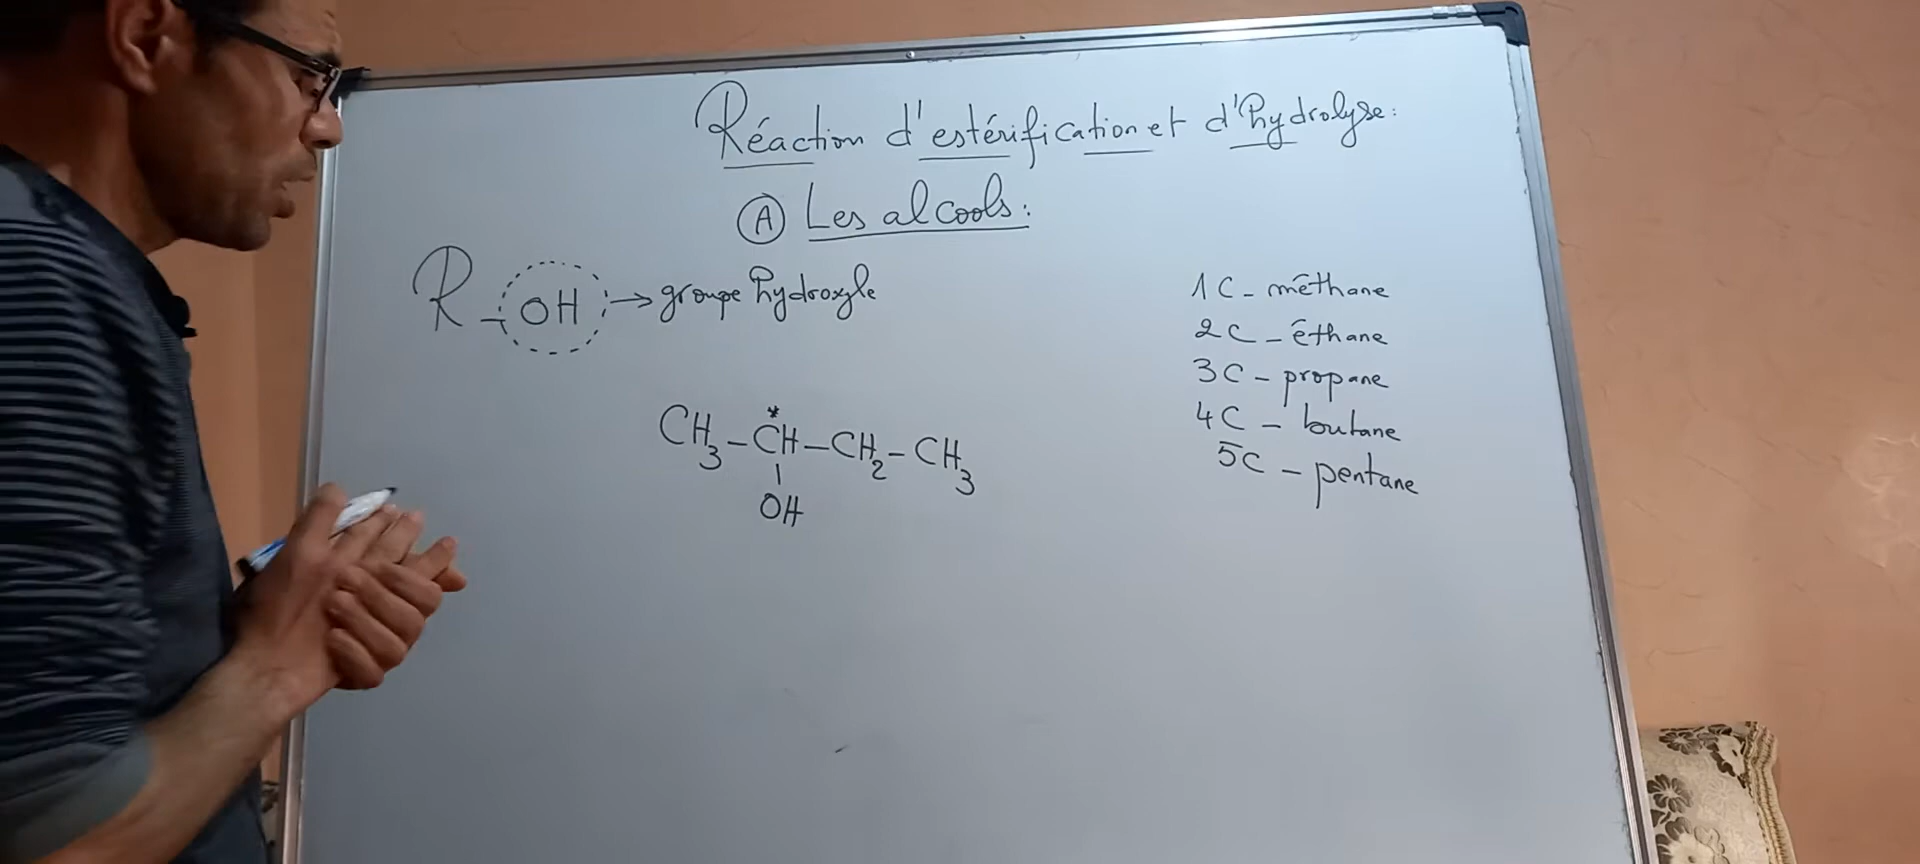 Réaction d'estérification et d'hydrolyse:
A Les alcools:
R-OH → groupe hydroxyle
1C - méthane
2C - éthane
3C - propane
4C - butane
5C - pentane
CH3-C*H-CH2-CH3
OH